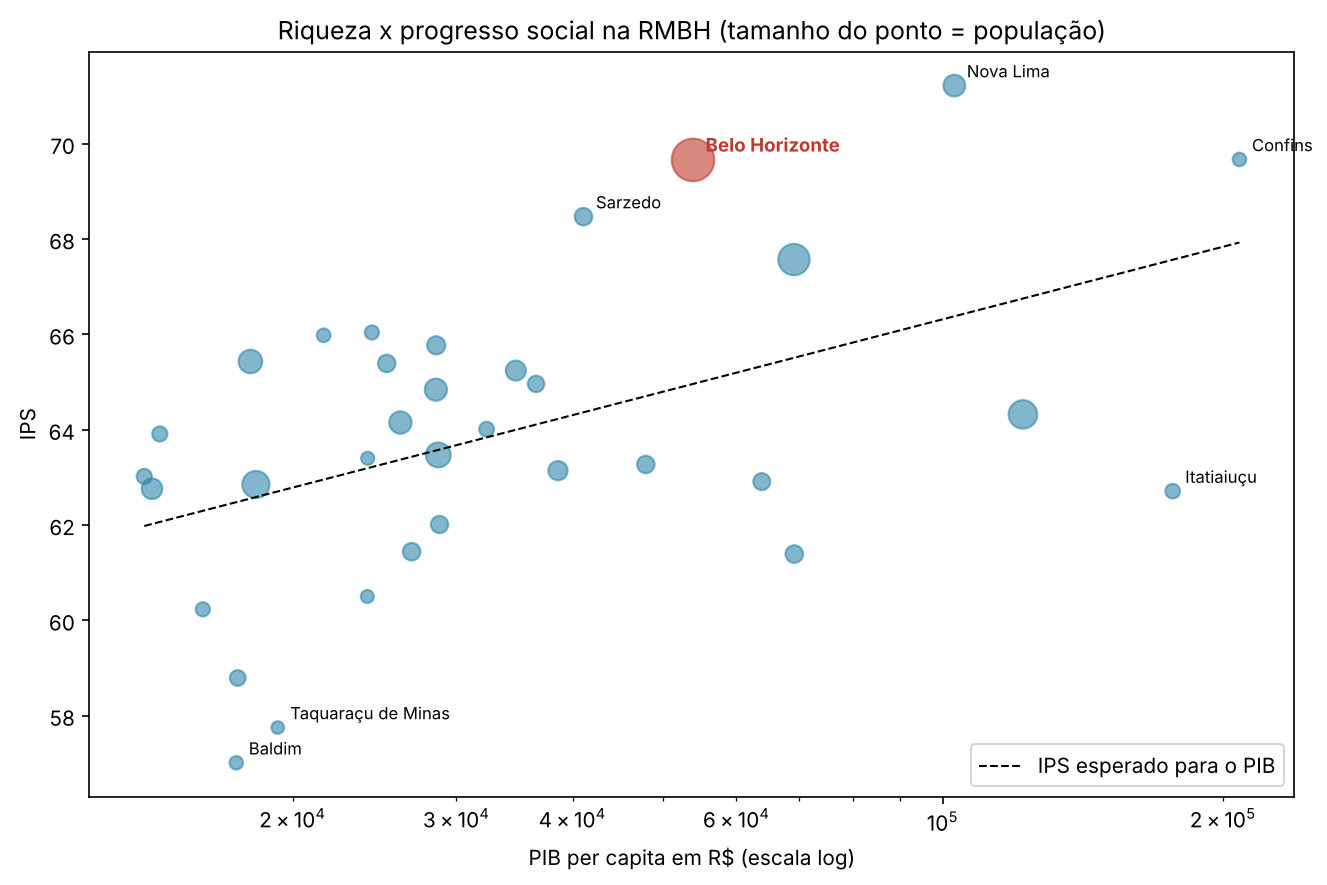 Riqueza x progresso social na RMBH (tamanho do ponto = população)
Nova Lima
Belo Horizonte
Confins
Sarzedo
Itatiaiuçu
Taquaraçu de Minas
Baldim
IPS esperado para o PIB
IPS
70
68
66
64
62
60
58
2 × 10⁴
3 × 10⁴
4 × 10⁴
6 × 10⁴
10⁵
2 × 10⁵
PIB per capita em R$ (escala log)